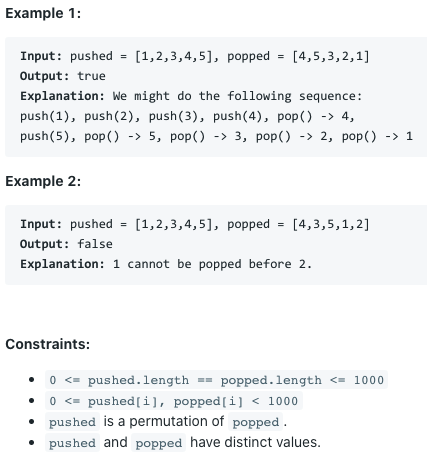 Example 1:
Input: pushed = [1,2,3,4,5], popped = [4,5,3,2,1]
Output: true
Explanation: We might do the following sequence:
push(1), push(2), push(3), push(4), pop() -> 4,
push(5), pop() -> 5, pop() -> 3, pop() -> 2, pop() -> 1
Example 2:
Input: pushed = [1,2,3,4,5], popped = [4,3,5,1,2]
Output: false
Explanation: 1 cannot be popped before 2.
Constraints:
• 0 <= pushed.length == popped.length <= 1000
• 0 <= pushed[i], popped[i] < 1000
• pushed is a permutation of popped .
• pushed and popped have distinct values.